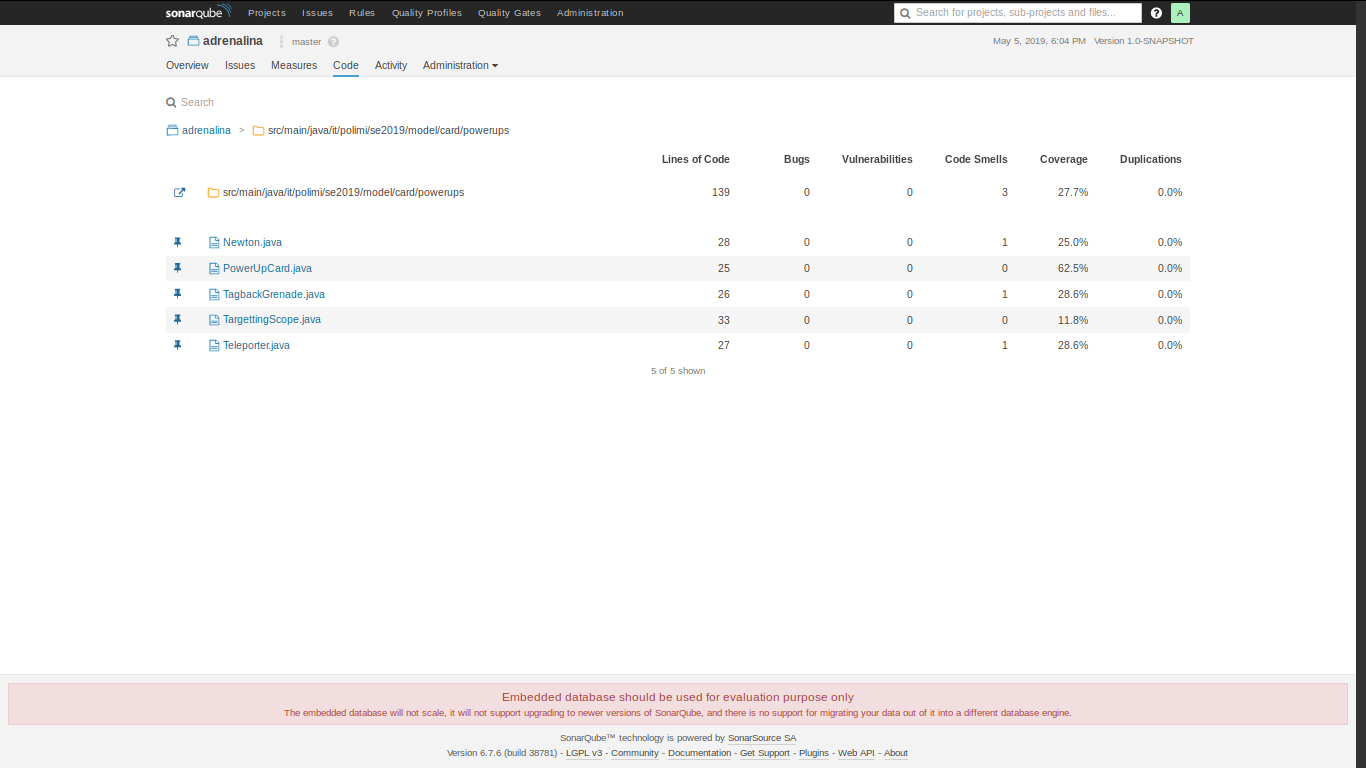 sonarqube Projects Issues Rules Quality Profiles Quality Gates Administration Search for projects, sub-projects and files... ? A
adrenalina master ? May 5, 2019, 6:04 PM Version 1.0-SNAPSHOT
Overview Issues Measures Code Activity Administration
Search
adrenalina > src/main/java/it/polimi/se2019/model/card/powerups
Lines of Code Bugs Vulnerabilities Code Smells Coverage Duplications
src/main/java/it/polimi/se2019/model/card/powerups 139 0 0 3 27.7% 0.0%
Newton.java 28 0 0 1 25.0% 0.0%
PowerUpCard.java 25 0 0 0 62.5% 0.0%
TagbackGrenade.java 26 0 0 1 28.6% 0.0%
TargettingScope.java 33 0 0 0 11.8% 0.0%
Teleporter.java 27 0 0 1 28.6% 0.0%
5 of 5 shown
Embedded database should be used for evaluation purpose only
The embedded database will not scale, it will not support upgrading to newer versions of SonarQube, and there is no support for migrating your data out of it into a different database engine.
SonarQube™ technology is powered by SonarSource SA
Version 6.7.6 (build 38781) - LGPL v3 - Community - Documentation - Get Support - Plugins - Web API - About